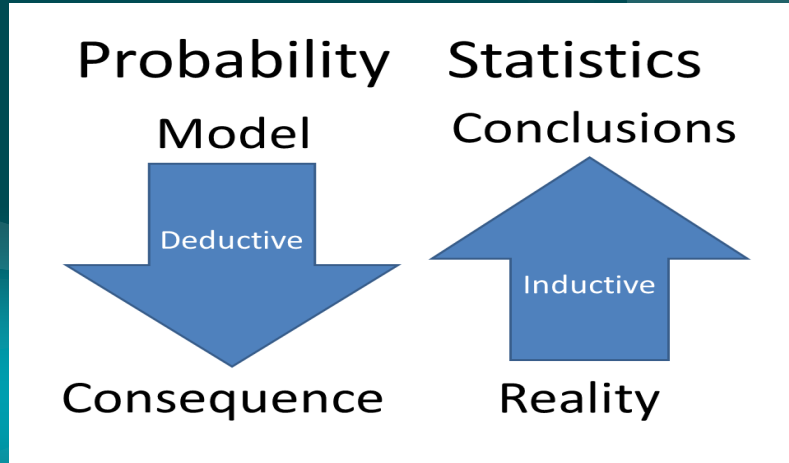 Probability Statistics
Model Conclusions
Deductive
Inductive
Consequence Reality